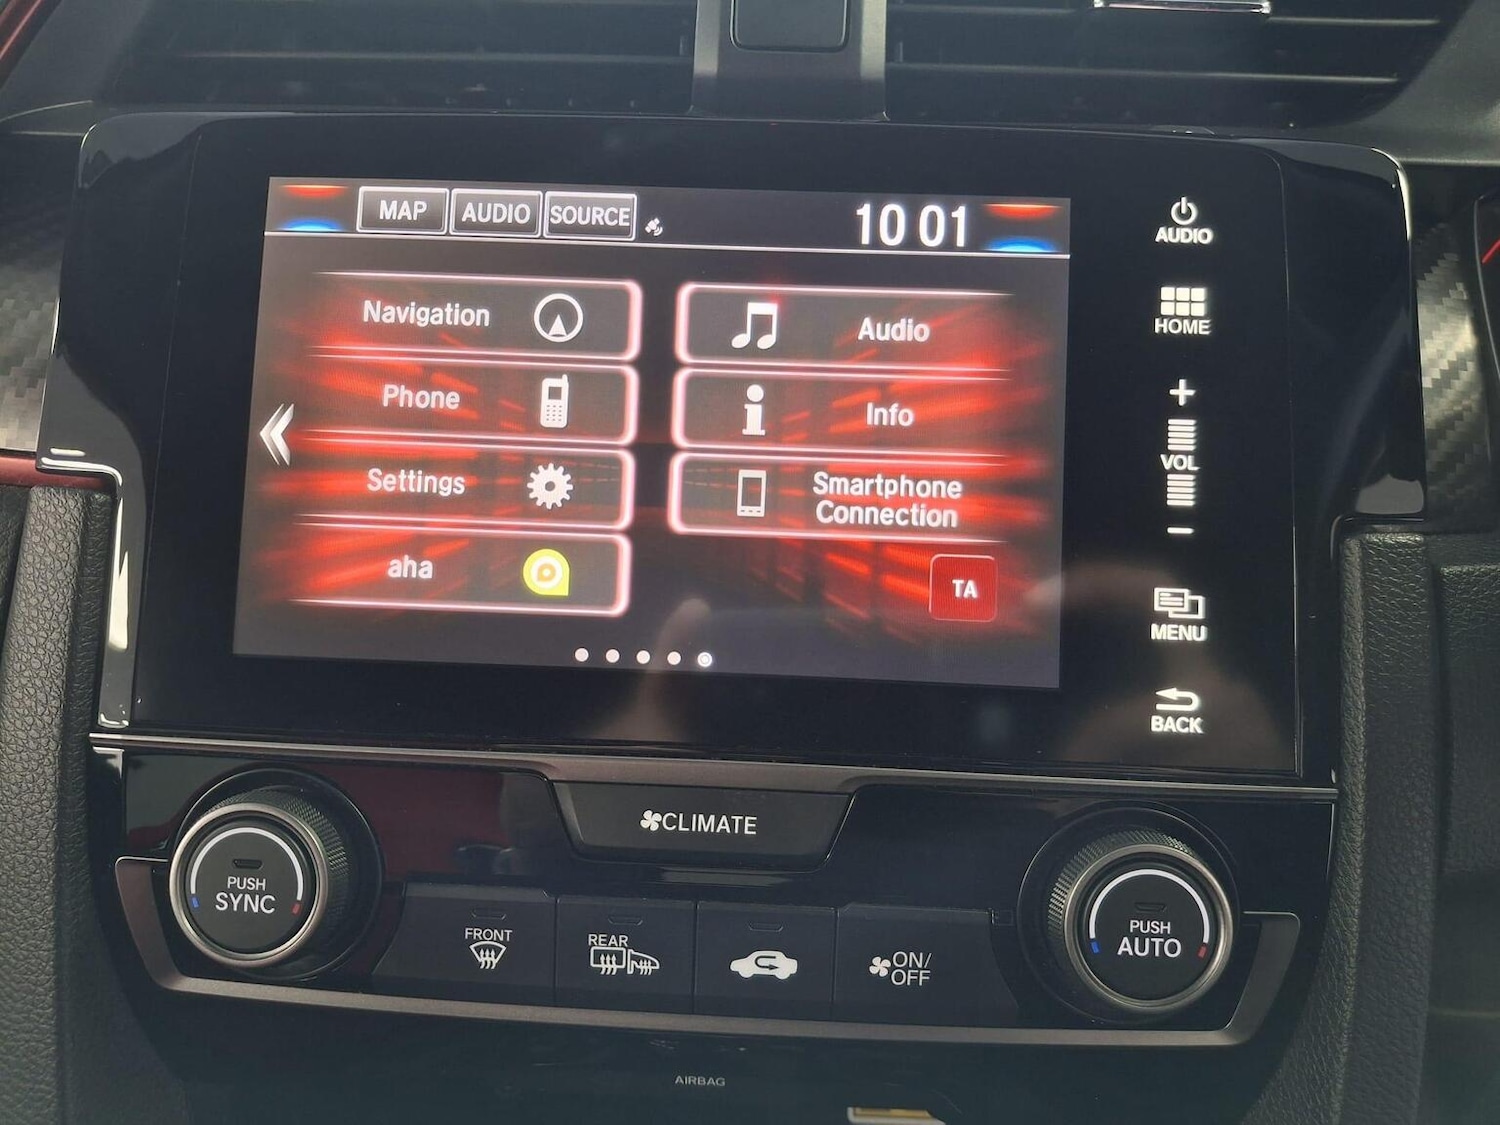 MAP AUDIO SOURCE 10 01
Navigation
Audio
Phone
Info
Settings
Smartphone
Connection
aha
TA
AUDIO
HOME
+
VOL
-
MENU
BACK
CLIMATE
PUSH
SYNC
FRONT
REAR
ON/
OFF
PUSH
AUTO
AIRBAG